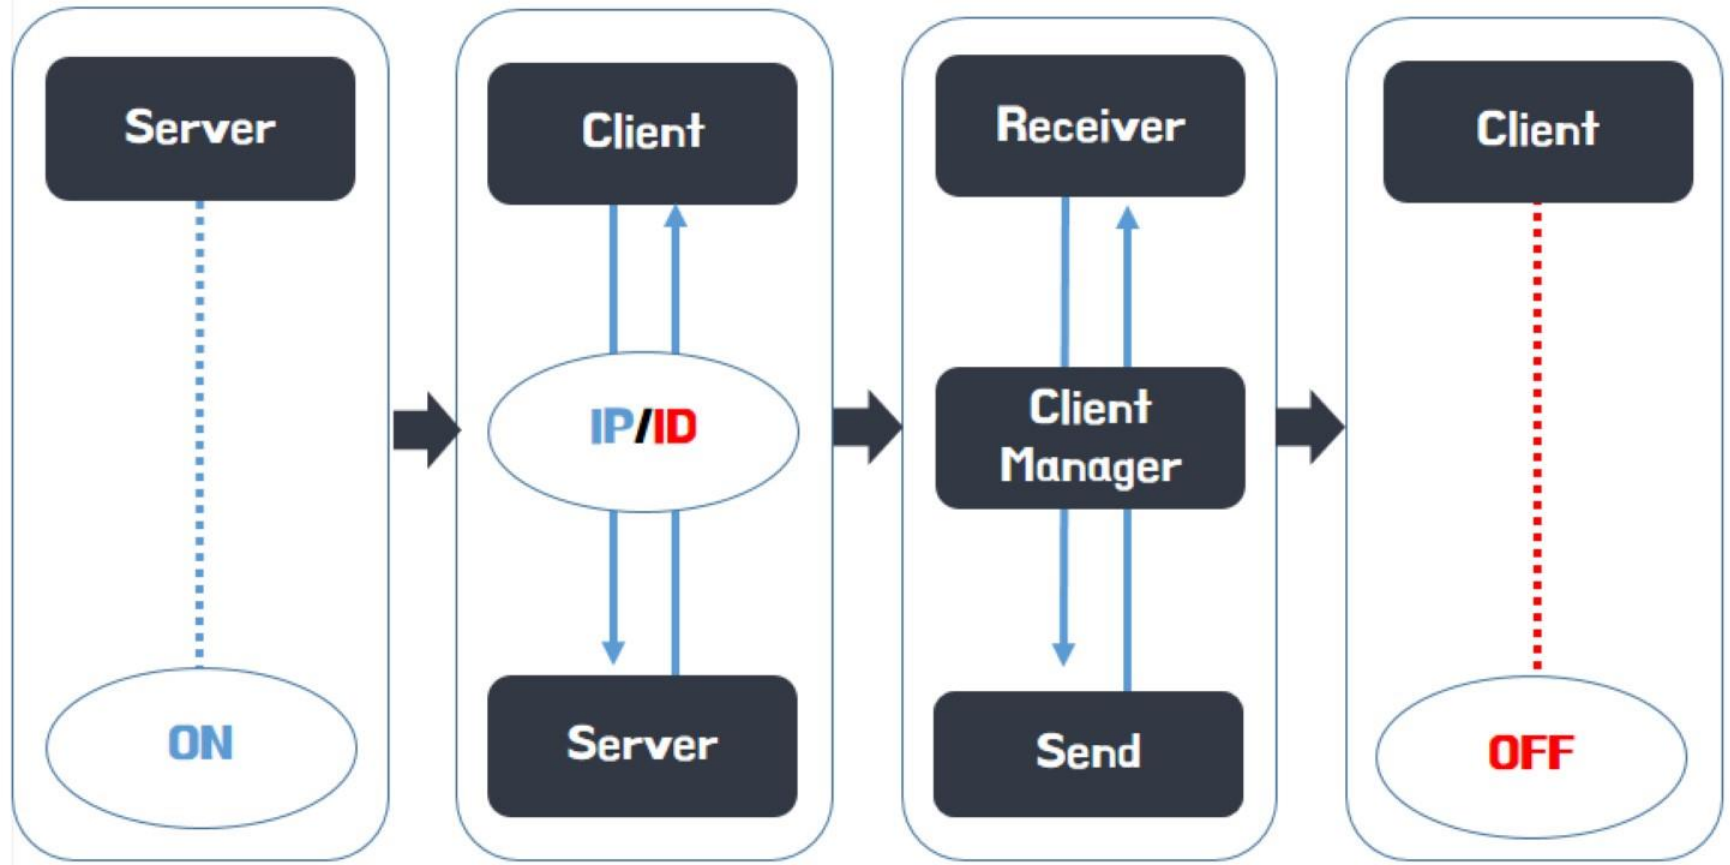 Server
ON
Client
IP/ID
Server
Receiver
Client
Manager
Send
Client
OFF